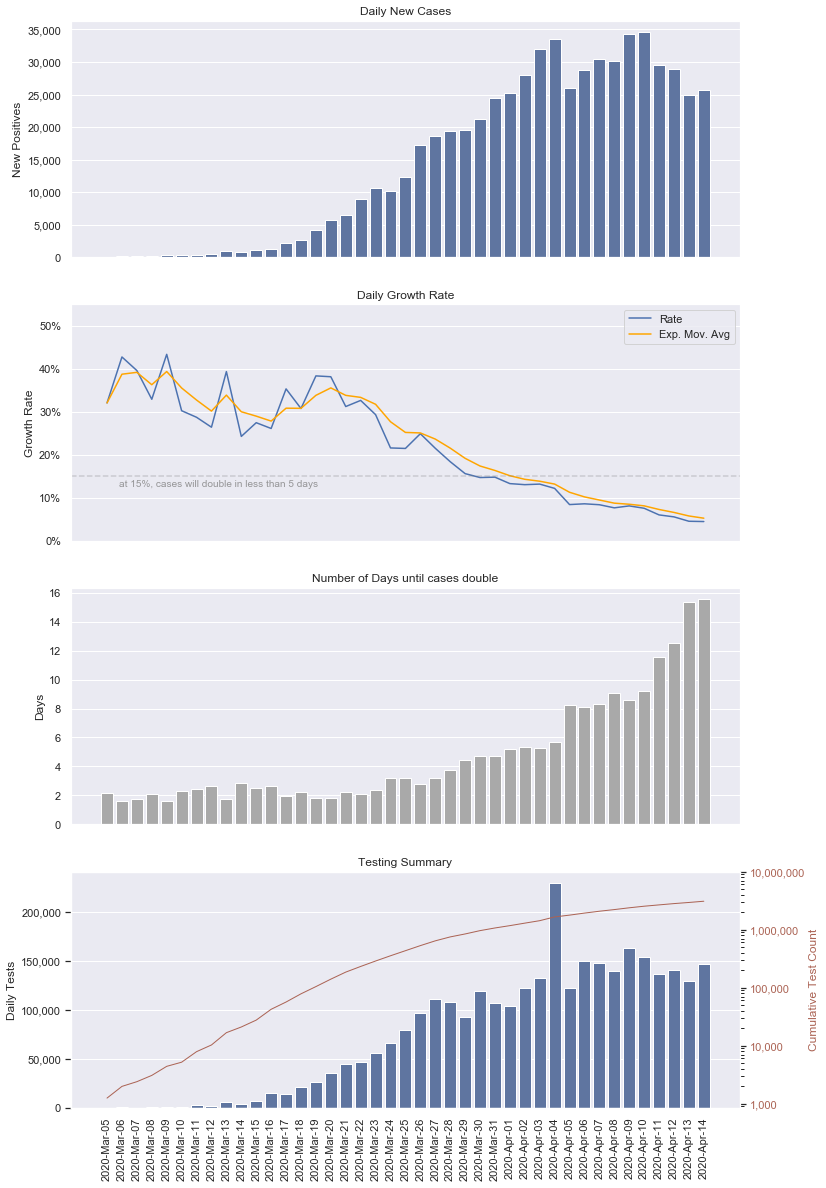 Daily New Cases
35,000
30,000
25,000
20,000
15,000
10,000
5,000
0
New Positives
Daily Growth Rate
50%
40%
30%
20%
10%
0%
Growth Rate
Rate
Exp. Mov. Avg
at 15%, cases will double in less than 5 days
Number of Days until cases double
16
14
12
10
8
6
4
2
0
Days
Testing Summary
200,000
150,000
100,000
50,000
0
Daily Tests
10,000,000
1,000,000
100,000
10,000
1,000
Cumulative Test Count
2020-Mar-05
2020-Mar-06
2020-Mar-07
2020-Mar-08
2020-Mar-09
2020-Mar-10
2020-Mar-11
2020-Mar-12
2020-Mar-13
2020-Mar-14
2020-Mar-15
2020-Mar-16
2020-Mar-17
2020-Mar-18
2020-Mar-19
2020-Mar-20
2020-Mar-21
2020-Mar-22
2020-Mar-23
2020-Mar-24
2020-Mar-25
2020-Mar-26
2020-Mar-27
2020-Mar-28
2020-Mar-29
2020-Mar-30
2020-Mar-31
2020-Apr-01
2020-Apr-02
2020-Apr-03
2020-Apr-04
2020-Apr-05
2020-Apr-06
2020-Apr-07
2020-Apr-08
2020-Apr-09
2020-Apr-10
2020-Apr-11
2020-Apr-12
2020-Apr-13
2020-Apr-14